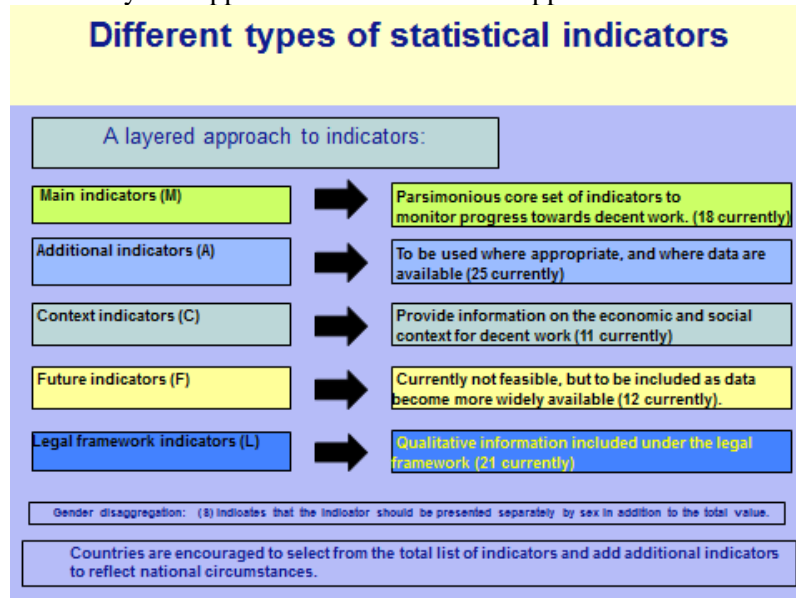 Different types of statistical indicators
A layered approach to indicators:
Main indicators (M)
Parsimonious core set of indicators to
monitor progress towards decent work. (18 currently)
Additional indicators (A)
To be used where appropriate, and where data are
available (25 currently)
Context indicators (C)
Provide information on the economic and social
context for decent work (11 currently)
Future indicators (F)
Currently not feasible, but to be included as data
become more widely available (12 currently).
Legal framework indicators (L)
Qualitative information included under the legal
framework (21 currently)
Gender disaggregation: (8) indicates that the indicator should be presented separately by sex in addition to the total value.
Countries are encouraged to select from the total list of indicators and add additional indicators
to reflect national circumstances.